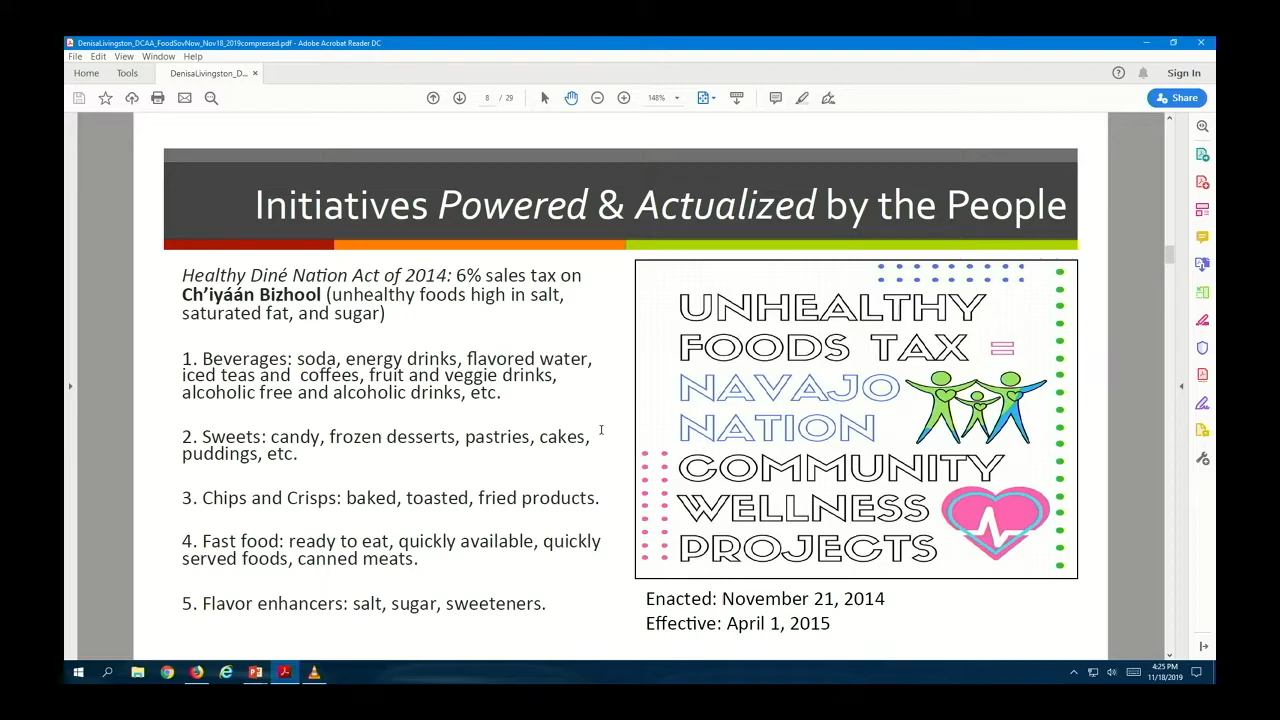 DenisaLivingston_DCAA_FoodSovNow_Nov18_2019compressed.pdf - Adobe Acrobat Reader DC
File Edit View Window Help
Home Tools DenisaLivingston_D... × Sign In
8 / 29 148% Share
Initiatives Powered & Actualized by the People
Healthy Diné Nation Act of 2014: 6% sales tax on
Ch’iyáán Bizhool (unhealthy foods high in salt,
saturated fat, and sugar)
1. Beverages: soda, energy drinks, flavored water,
iced teas and coffees, fruit and veggie drinks,
alcoholic free and alcoholic drinks, etc.
2. Sweets: candy, frozen desserts, pastries, cakes,
puddings, etc.
3. Chips and Crisps: baked, toasted, fried products.
4. Fast food: ready to eat, quickly available, quickly
served foods, canned meats.
5. Flavor enhancers: salt, sugar, sweeteners.
UNHEALTHY
FOODS TAX =
NAVAJO
NATION
COMMUNITY
WELLNESS
PROJECTS
Enacted: November 21, 2014
Effective: April 1, 2015
4:25 PM
11/18/2019